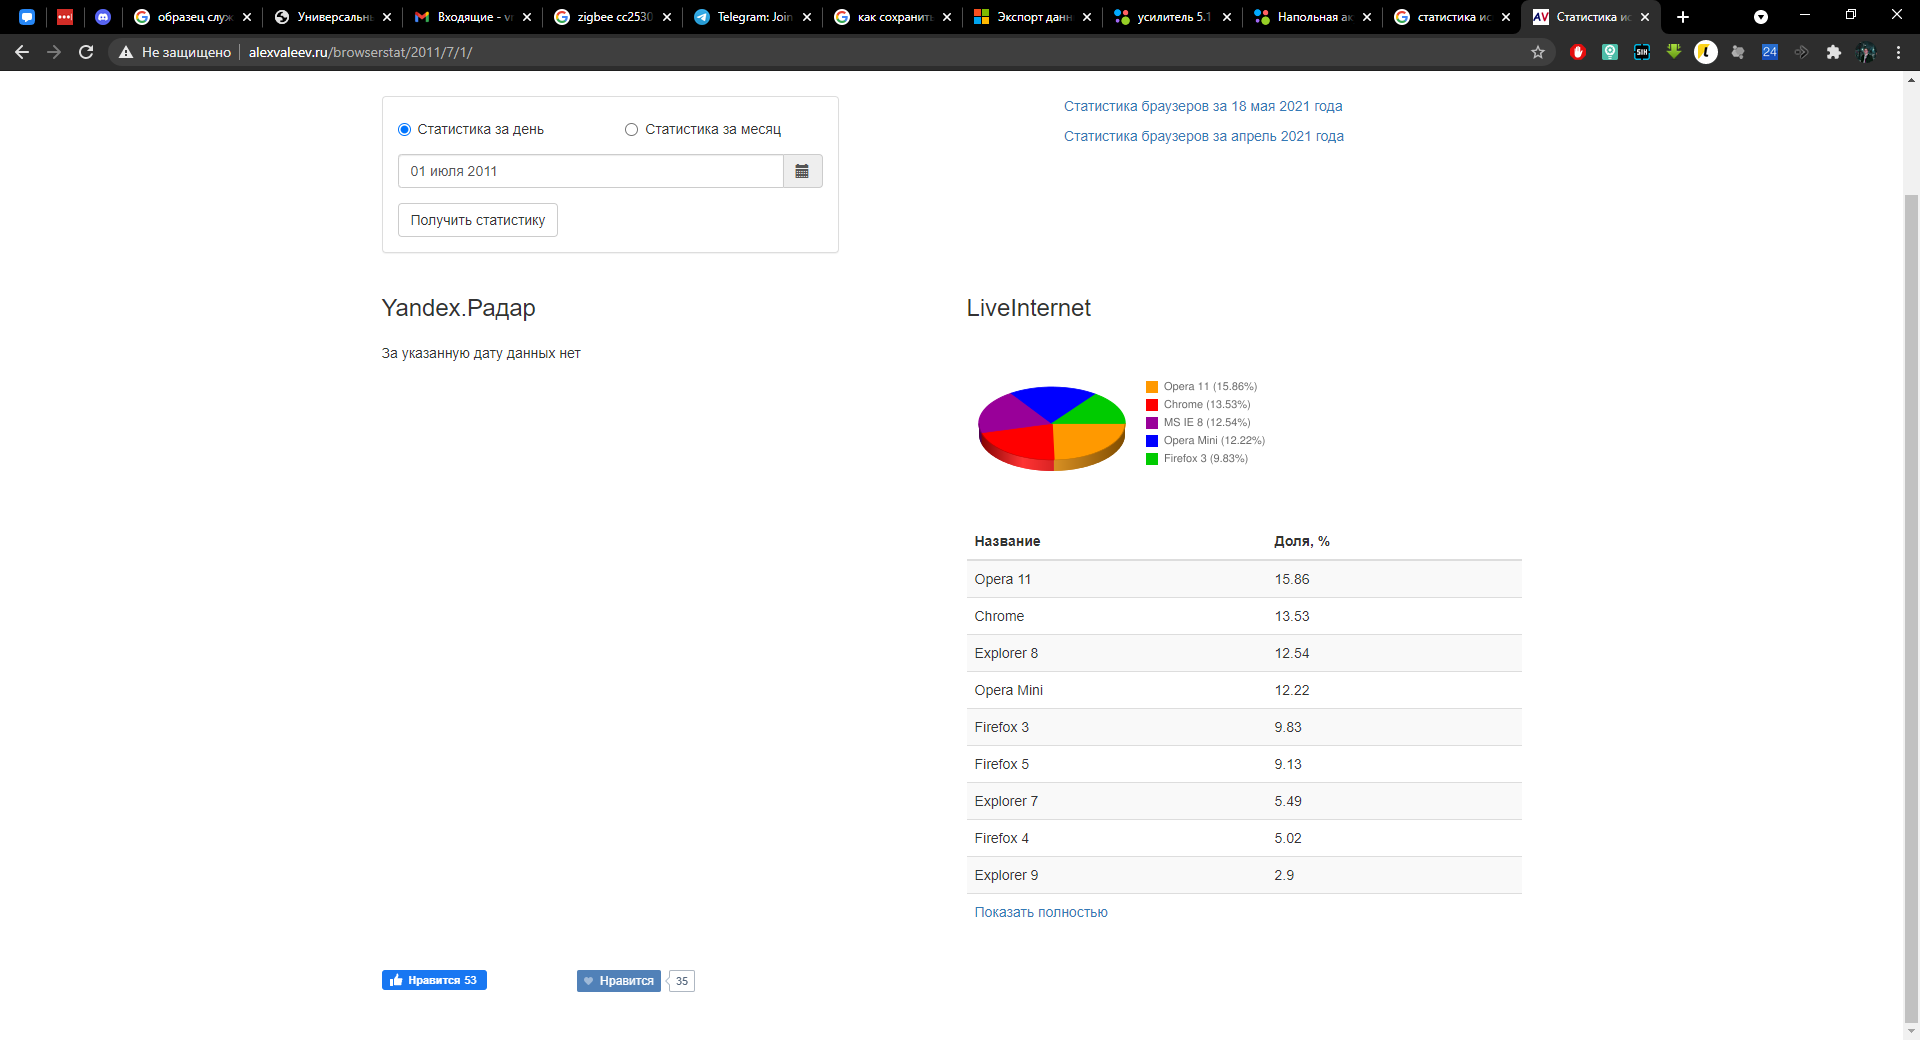 образец служ
Универсальны
Входящие - vr
zigbee cc2530
Telegram: Join
как сохранить
Экспорт данн
усилитель 5.1
Напольная ак
статистика ис
AV Статистика ис
Не защищено alexvaleev.ru/browserstat/2011/7/1/
24
Статистика за день
Статистика за месяц
01 июля 2011
Получить статистику
Статистика браузеров за 18 мая 2021 года
Статистика браузеров за апрель 2021 года
Yandex.Радар
За указанную дату данных нет
LiveInternet
Opera 11 (15.86%)
Chrome (13.53%)
MS IE 8 (12.54%)
Opera Mini (12.22%)
Firefox 3 (9.83%)
Название Доля, %
Opera 11 15.86
Chrome 13.53
Explorer 8 12.54
Opera Mini 12.22
Firefox 3 9.83
Firefox 5 9.13
Explorer 7 5.49
Firefox 4 5.02
Explorer 9 2.9
Показать полностью
Нравится 53
Нравится 35